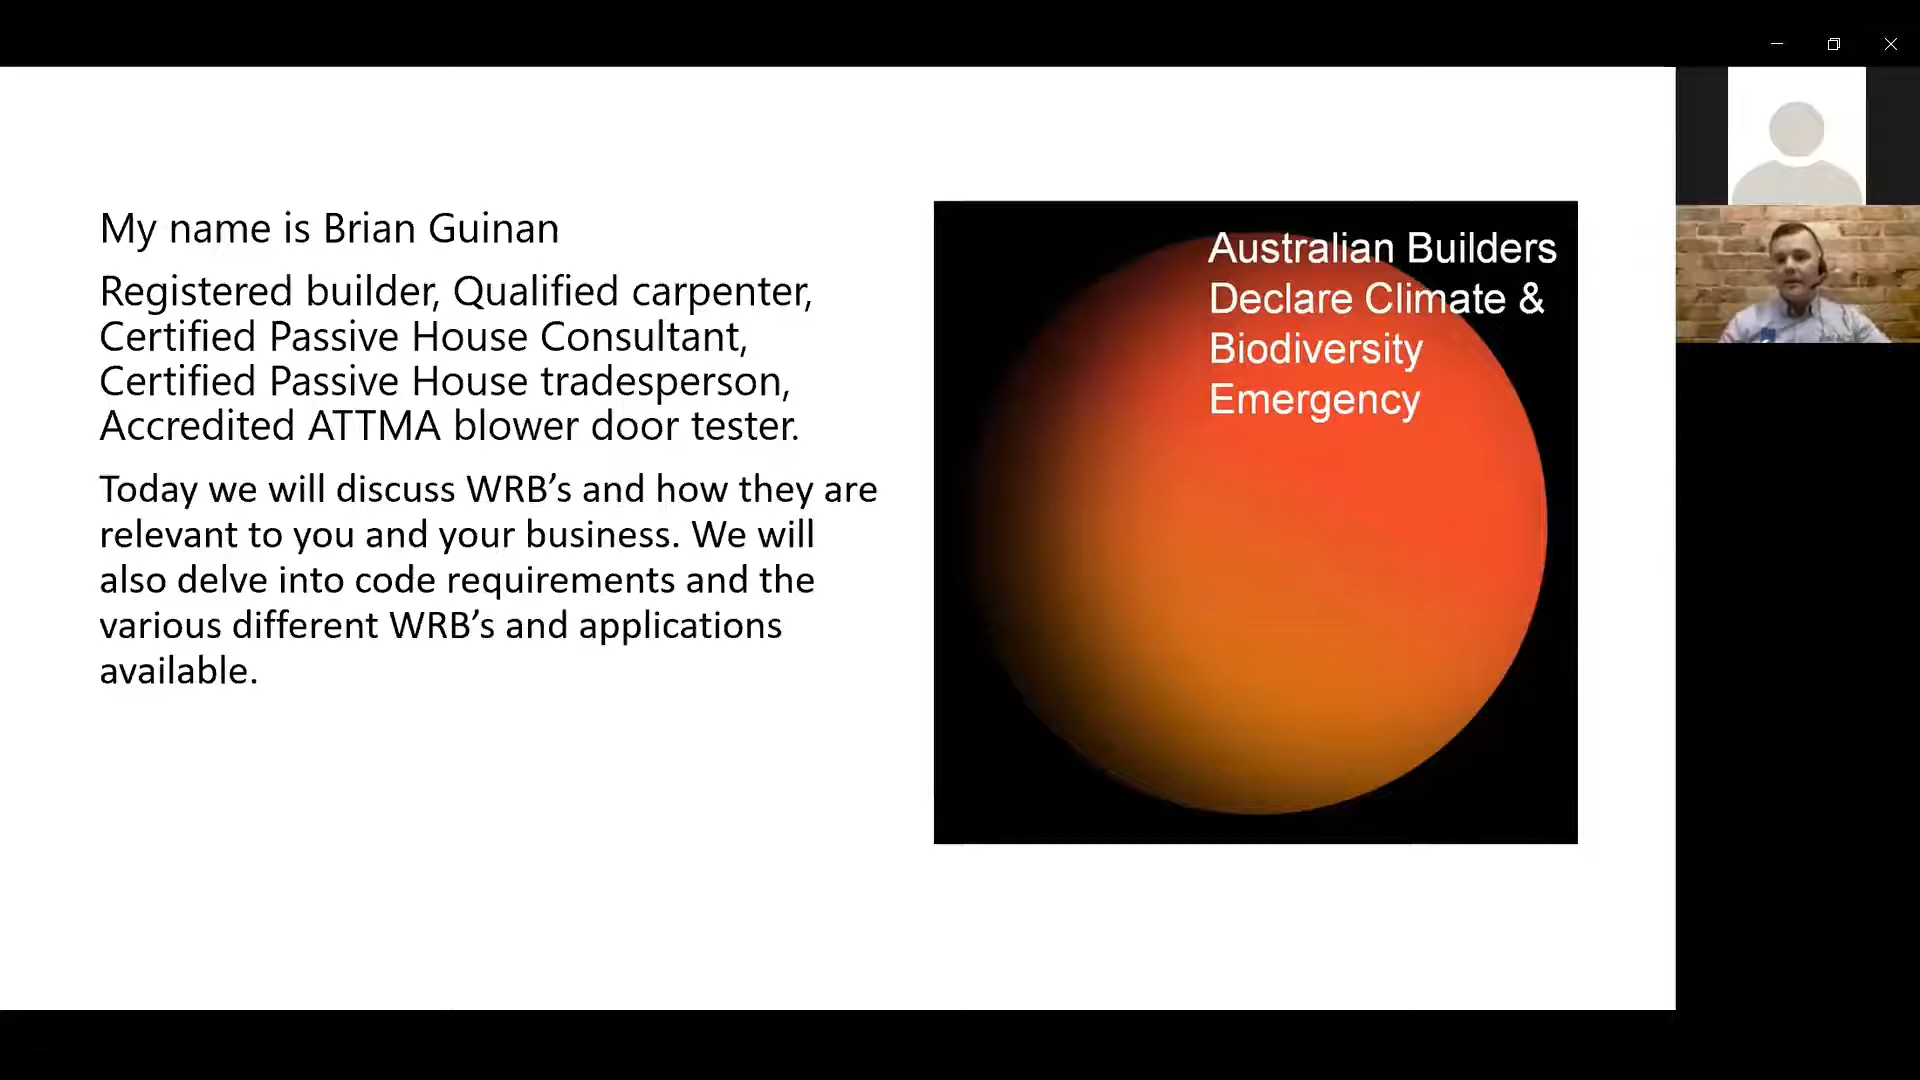 My name is Brian Guinan
Registered builder, Qualified carpenter,
Certified Passive House Consultant,
Certified Passive House tradesperson,
Accredited ATTMA blower door tester.
Today we will discuss WRB’s and how they are
relevant to you and your business. We will
also delve into code requirements and the
various different WRB’s and applications
available.
Australian Builders
Declare Climate &
Biodiversity
Emergency